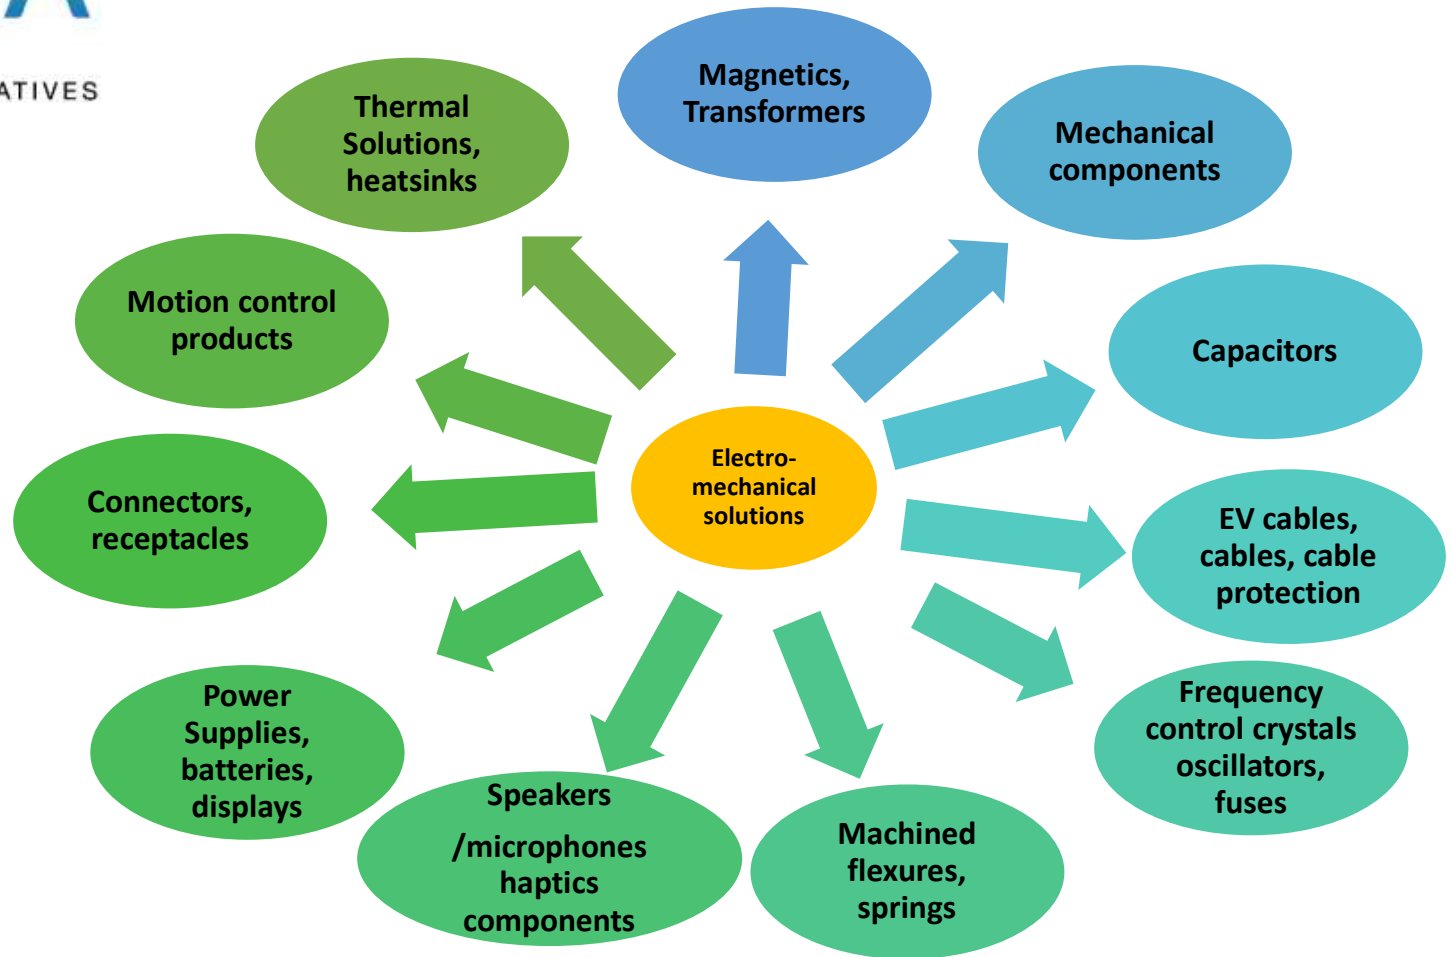 ATIVES
Magnetics,
Transformers
Mechanical
components
Capacitors
EV cables,
cables, cable
protection
Frequency
control crystals
oscillators,
fuses
Machined
flexures,
springs
Speakers
/microphones
haptics
components
Power
Supplies,
batteries,
displays
Connectors,
receptacles
Motion control
products
Thermal
Solutions,
heatsinks
Electro-
mechanical
solutions